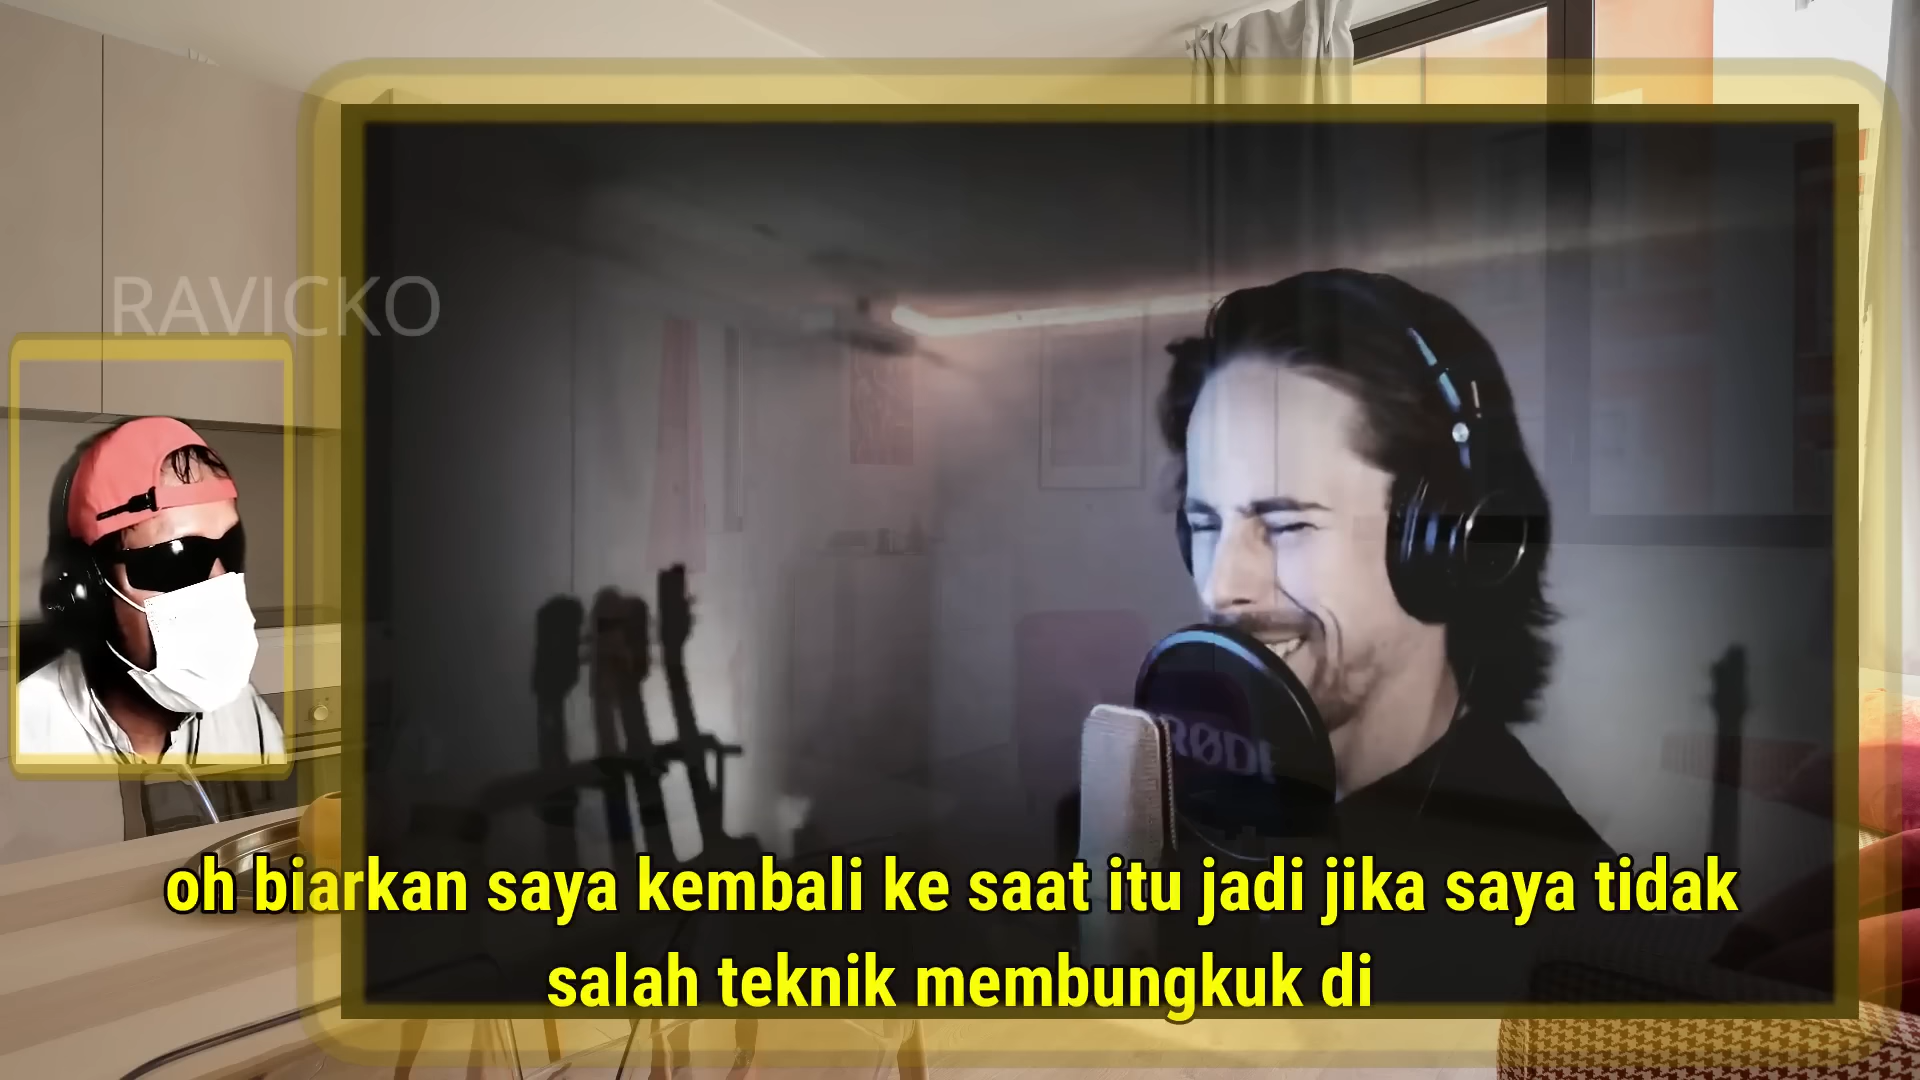 RAVICKO
RØDE
oh biarkan saya kembali ke saat itu jadi jika saya tidak
salah teknik membungkuk di